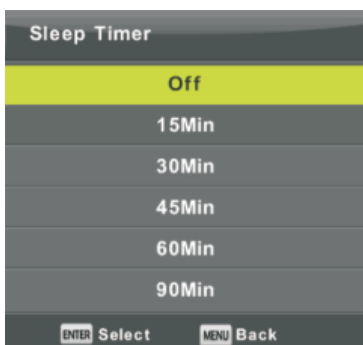 Sleep Timer
Off
15Min
30Min
45Min
60Min
90Min
ENTER Select MENU Back